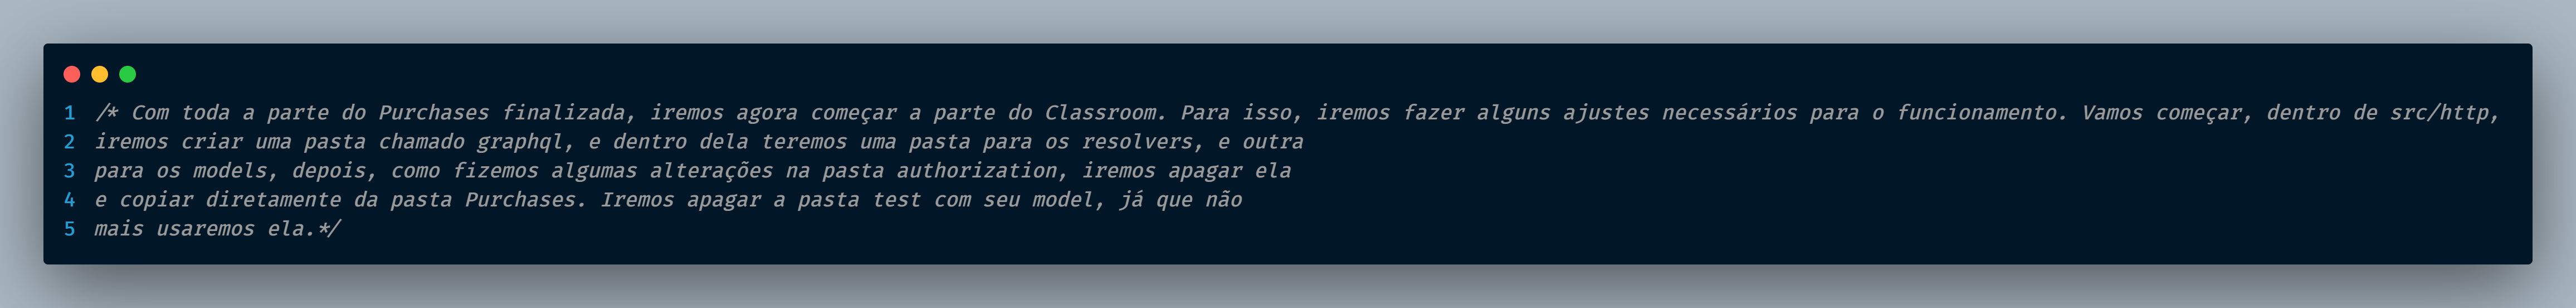 1 /* Com toda a parte do Purchases finalizada, iremos agora começar a parte do Classroom. Para isso, iremos fazer alguns ajustes necessários para o funcionamento. Vamos começar, dentro de src/http,
2 iremos criar uma pasta chamado graphql, e dentro dela teremos uma pasta para os resolvers, e outra
3 para os models, depois, como fizemos algumas alterações na pasta authorization, iremos apagar ela
4 e copiar diretamente da pasta Purchases. Iremos apagar a pasta test com seu model, já que não
5 mais usaremos ela.*/